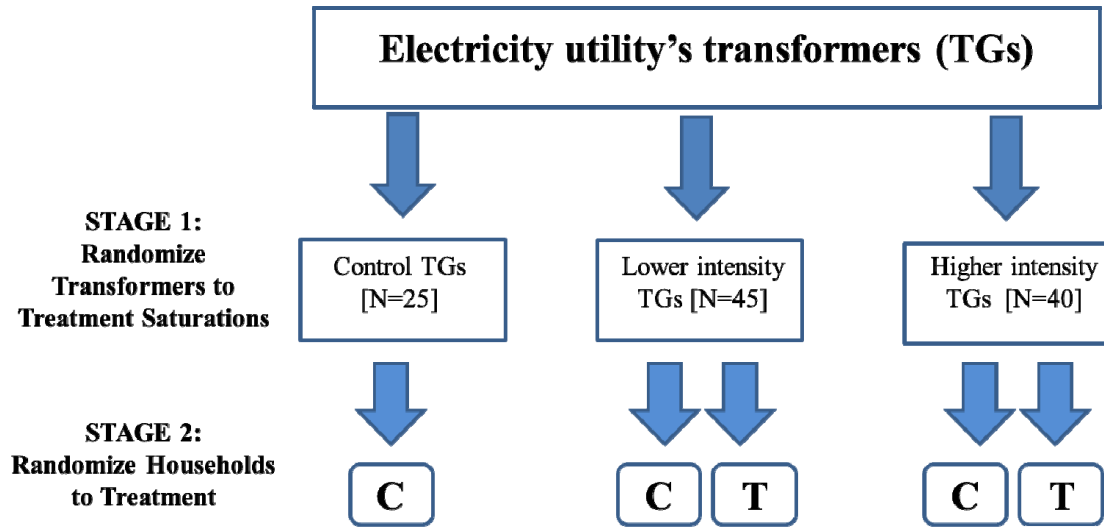 Electricity utility's transformers (TGs)
STAGE 1:
Randomize
Transformers to
Treatment Saturations
Control TGs
[N=25]
Lower intensity
TGs [N=45]
Higher intensity
TGs [N=40]
STAGE 2:
Randomize Households
to Treatment
C
C
T
C
T